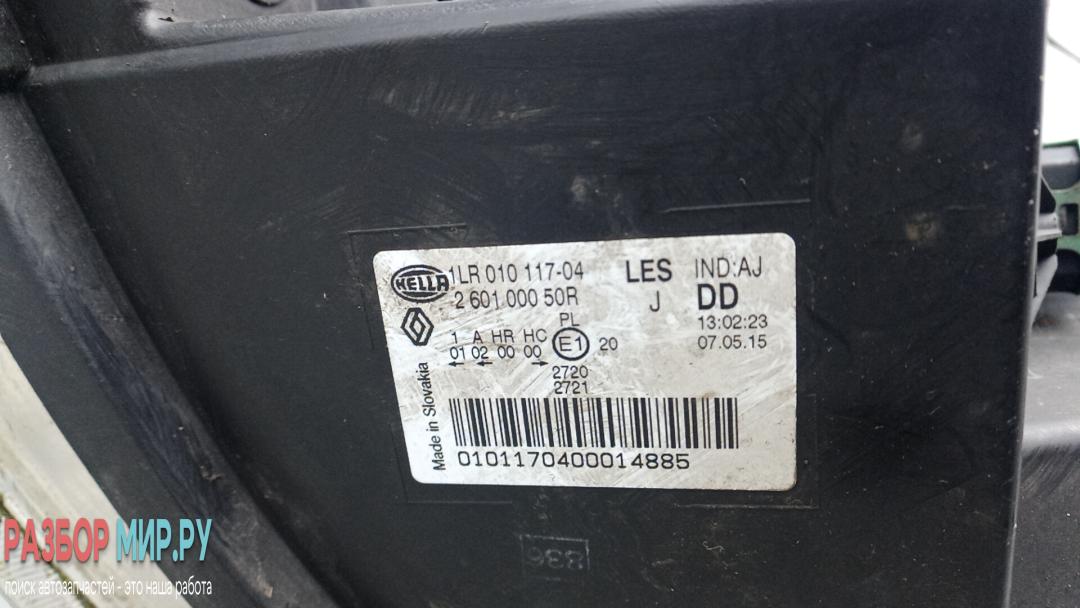 HELLA 1LR 010 117-04 LES IND:AJ
2 601 000 50R J DD
PL 13:02:23
1 A HR HC E1 20 07.05.15
01 02 00 00
2720
2721
Made in Slovakia
0101170400014885
336
РАЗБОР МИР.РУ
поиск автозапчастей - это наша работа